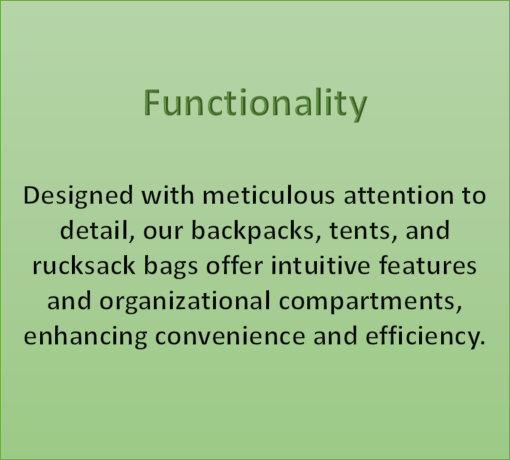 Functionality
Designed with meticulous attention to
detail, our backpacks, tents, and
rucksack bags offer intuitive features
and organizational compartments,
enhancing convenience and efficiency.